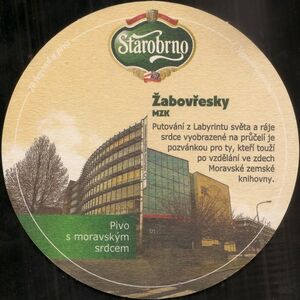 Starobrno
Žabovřesky
MZK
Putování z Labyrintu světa a ráje
srdce vyobrazené na průčelí je
pozvánkou pro ty, kteří touží
po vzdělání ve zdech
Moravské zemské
knihovny.
Pivo
s moravským
srdcem